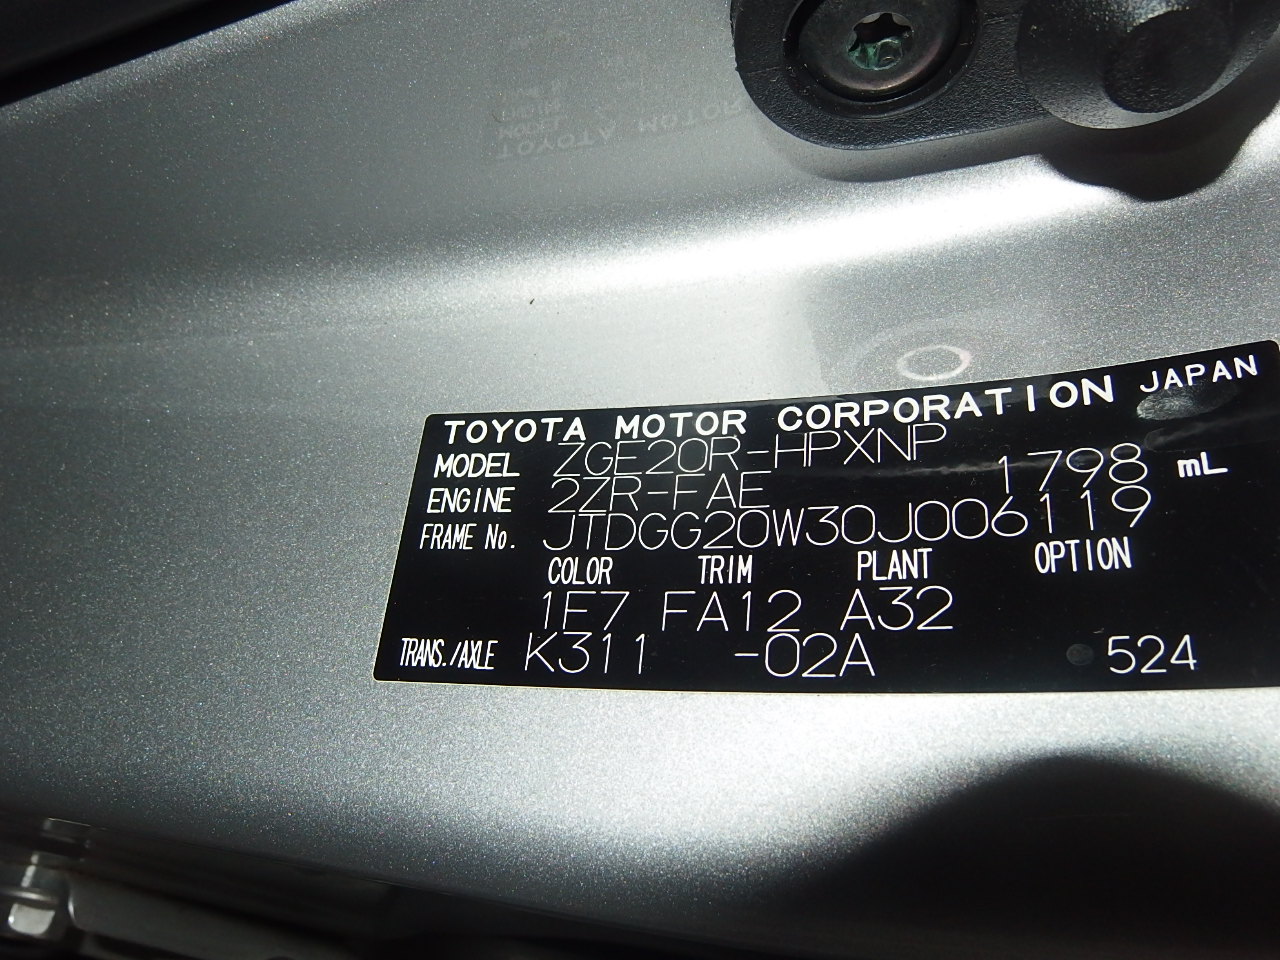 TOYOTA MOTOR CORPORATION JAPAN
MODEL ZGE20R-HPXNP
ENGINE 2ZR-FAE 1798 mL
FRAME No. JTDGG20W30J006119
COLOR TRIM PLANT OPTION
1F7 FA12 A32
TRANS./AXLE K311 -02A 524